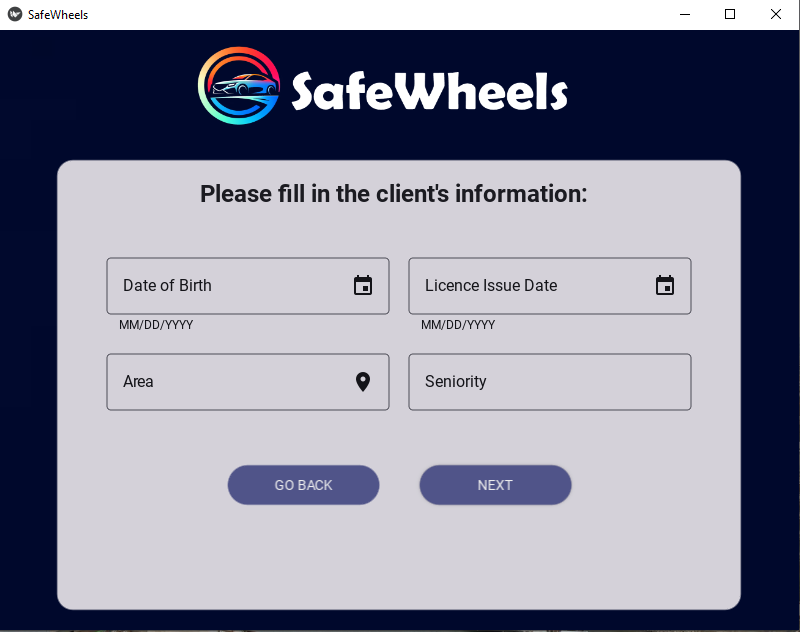 SafeWheels
SafeWheels
Please fill in the client's information:
Date of Birth
Licence Issue Date
MM/DD/YYYY
MM/DD/YYYY
Area
Seniority
GO BACK
NEXT